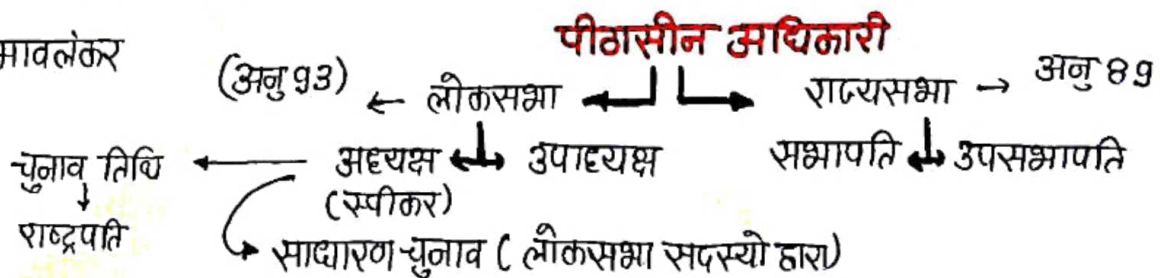 पीठासीन अधिकारी
मावलंकर
(अनु 93) ← लोकसभा राज्यसभा → अनु 89
चुनाव तिथि ← अध्यक्ष उपाध्यक्ष सभापति उपसभापति
राष्ट्रपति (स्पीकर)
साधारण चुनाव ( लोकसभा सदस्यो द्वारा)